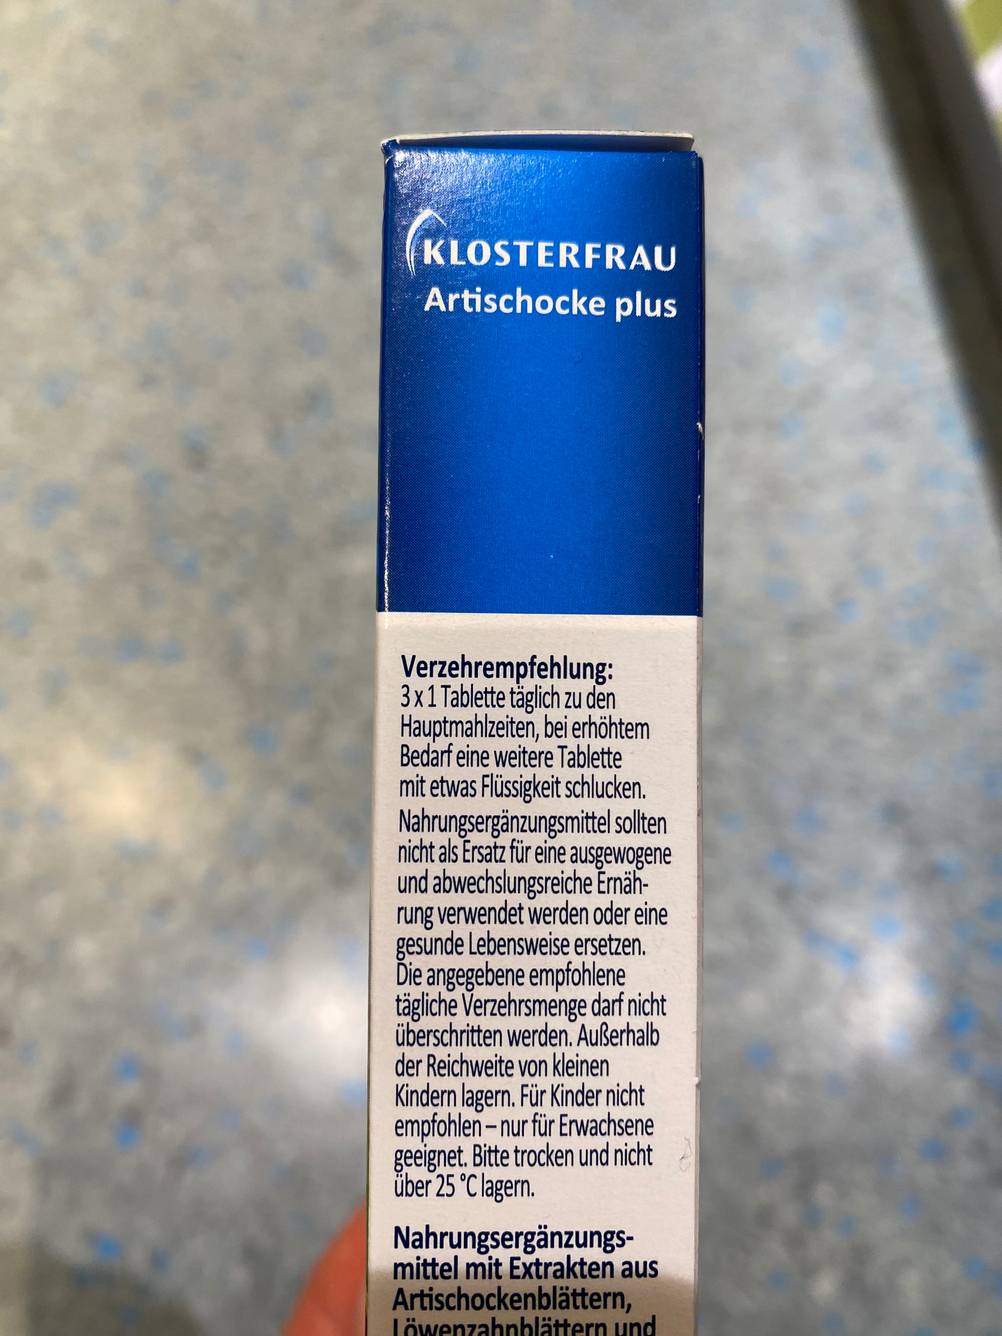 KLOSTERFRAU
Artischocke plus
Verzehrempfehlung:
3 x 1 Tablette täglich zu den
Hauptmahlzeiten, bei erhöhtem
Bedarf eine weitere Tablette
mit etwas Flüssigkeit schlucken.
Nahrungsergänzungsmittel sollten
nicht als Ersatz für eine ausgewogene
und abwechslungsreiche Ernäh-
rung verwendet werden oder eine
gesunde Lebensweise ersetzen.
Die angegebene empfohlene
tägliche Verzehrsmenge darf nicht
überschritten werden. Außerhalb
der Reichweite von kleinen
Kindern lagern. Für Kinder nicht
empfohlen – nur für Erwachsene
geeignet. Bitte trocken und nicht
über 25 °C lagern.
Nahrungsergänzungs-
mittel mit Extrakten aus
Artischockenblättern,
Löwenzahnblättern und